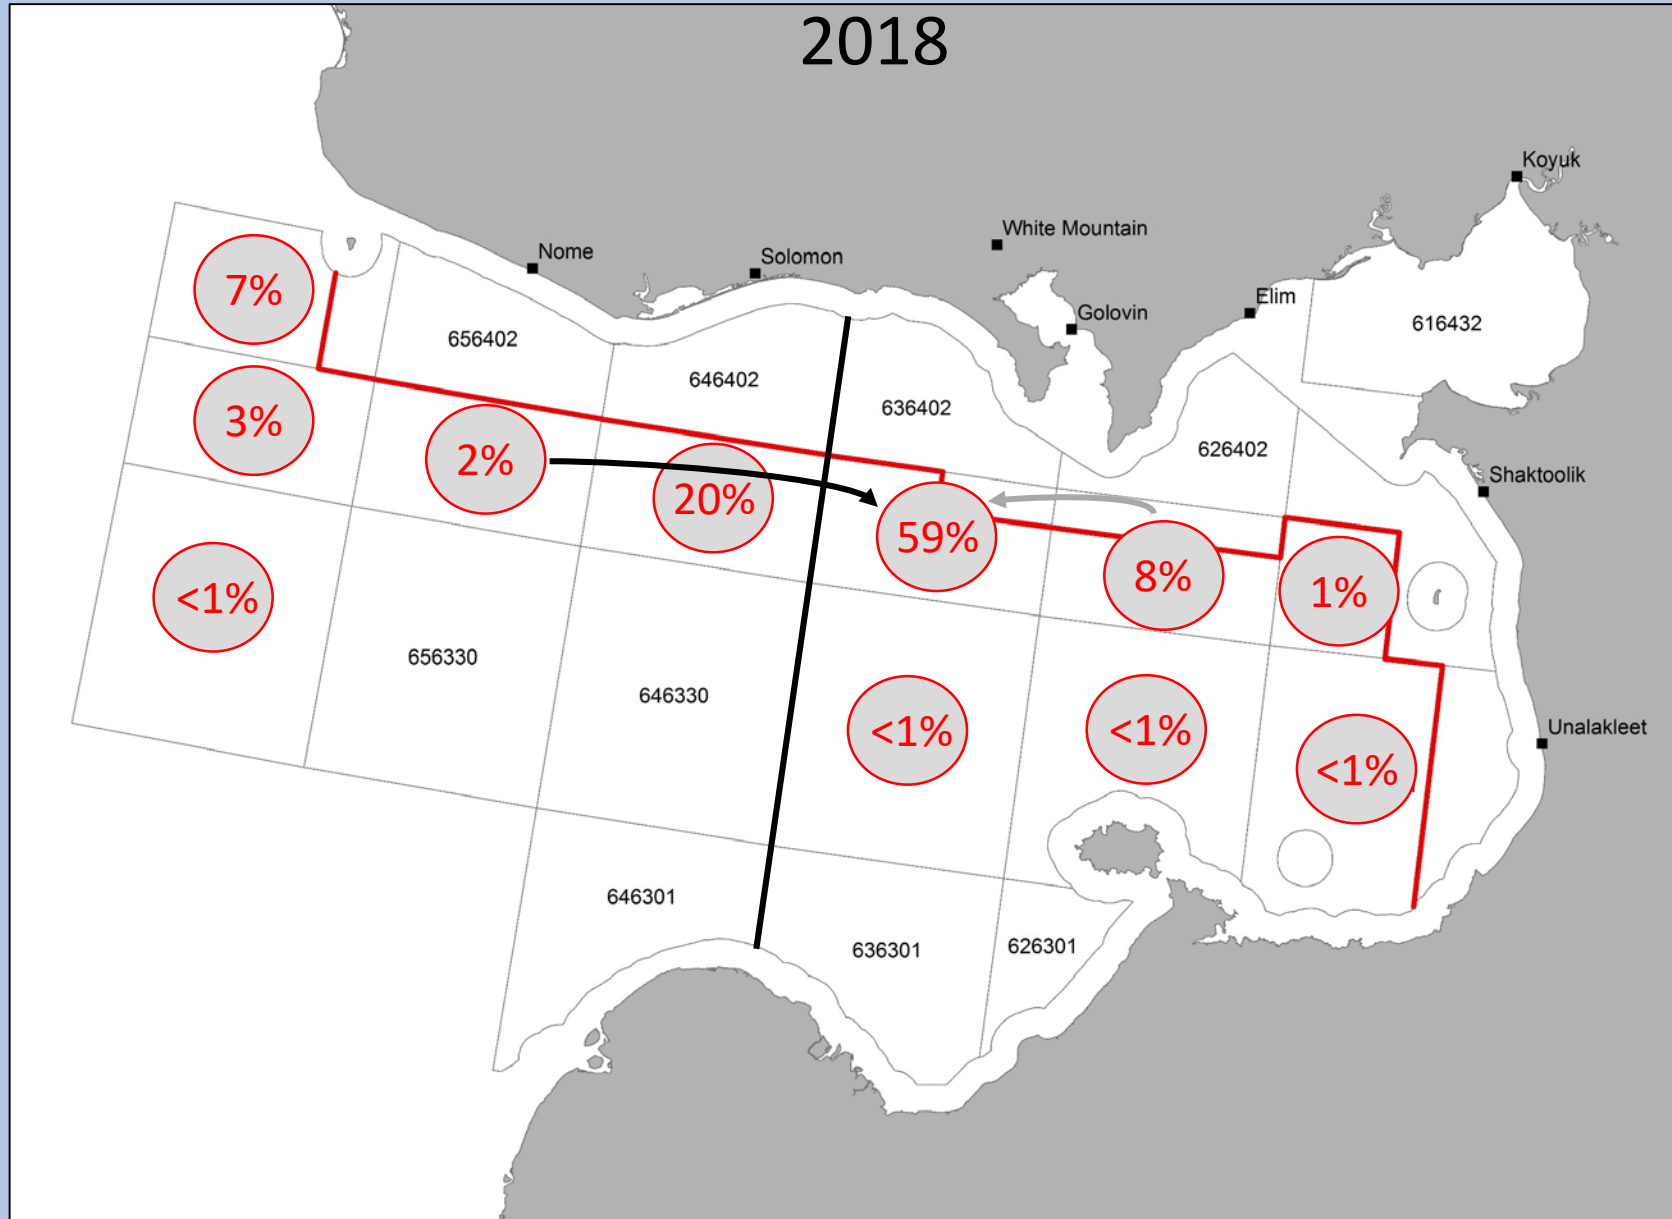 2018
Koyuk
White Mountain
Nome
Solomon
Elim
Golovin
616432
7%
656402
646402
636402
3%
626402
2%
Shaktoolik
20%
59%
8%
1%
<1%
656330
646330
<1%
<1%
Unalakleet
<1%
646301
636301
626301